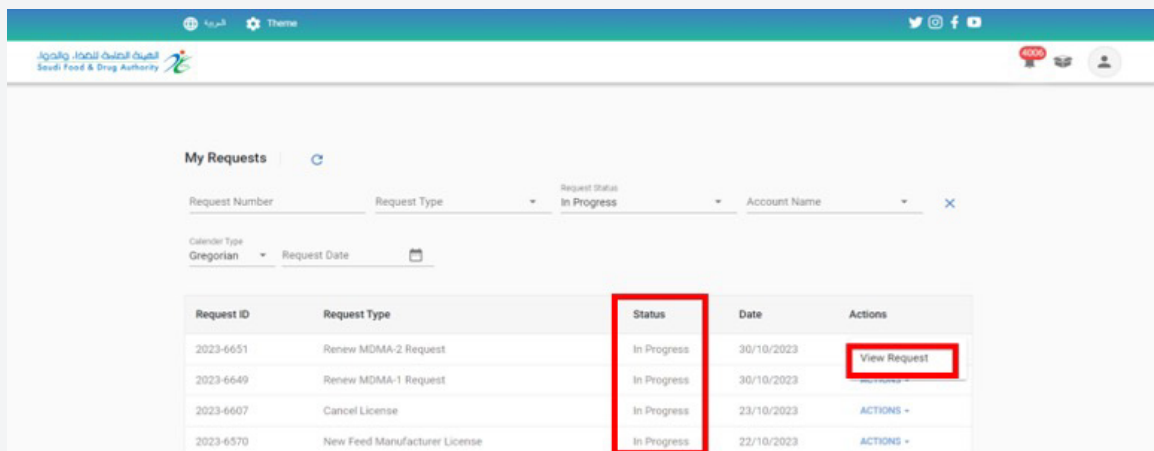 العربية Theme
الهيئة العامة للغذاء والدواء
Saudi Food & Drug Authority
4006
My Requests
Request Number Request Type Request Status In Progress Account Name
Calender Type
Gregorian Request Date
Request ID Request Type Status Date Actions
2023-6651 Renew MDMA-2 Request In Progress 30/10/2023 View Request
2023-6649 Renew MDMA-1 Request In Progress 30/10/2023 ACTIONS
2023-6607 Cancel License In Progress 23/10/2023 ACTIONS
2023-6570 New Feed Manufacturer License In Progress 22/10/2023 ACTIONS